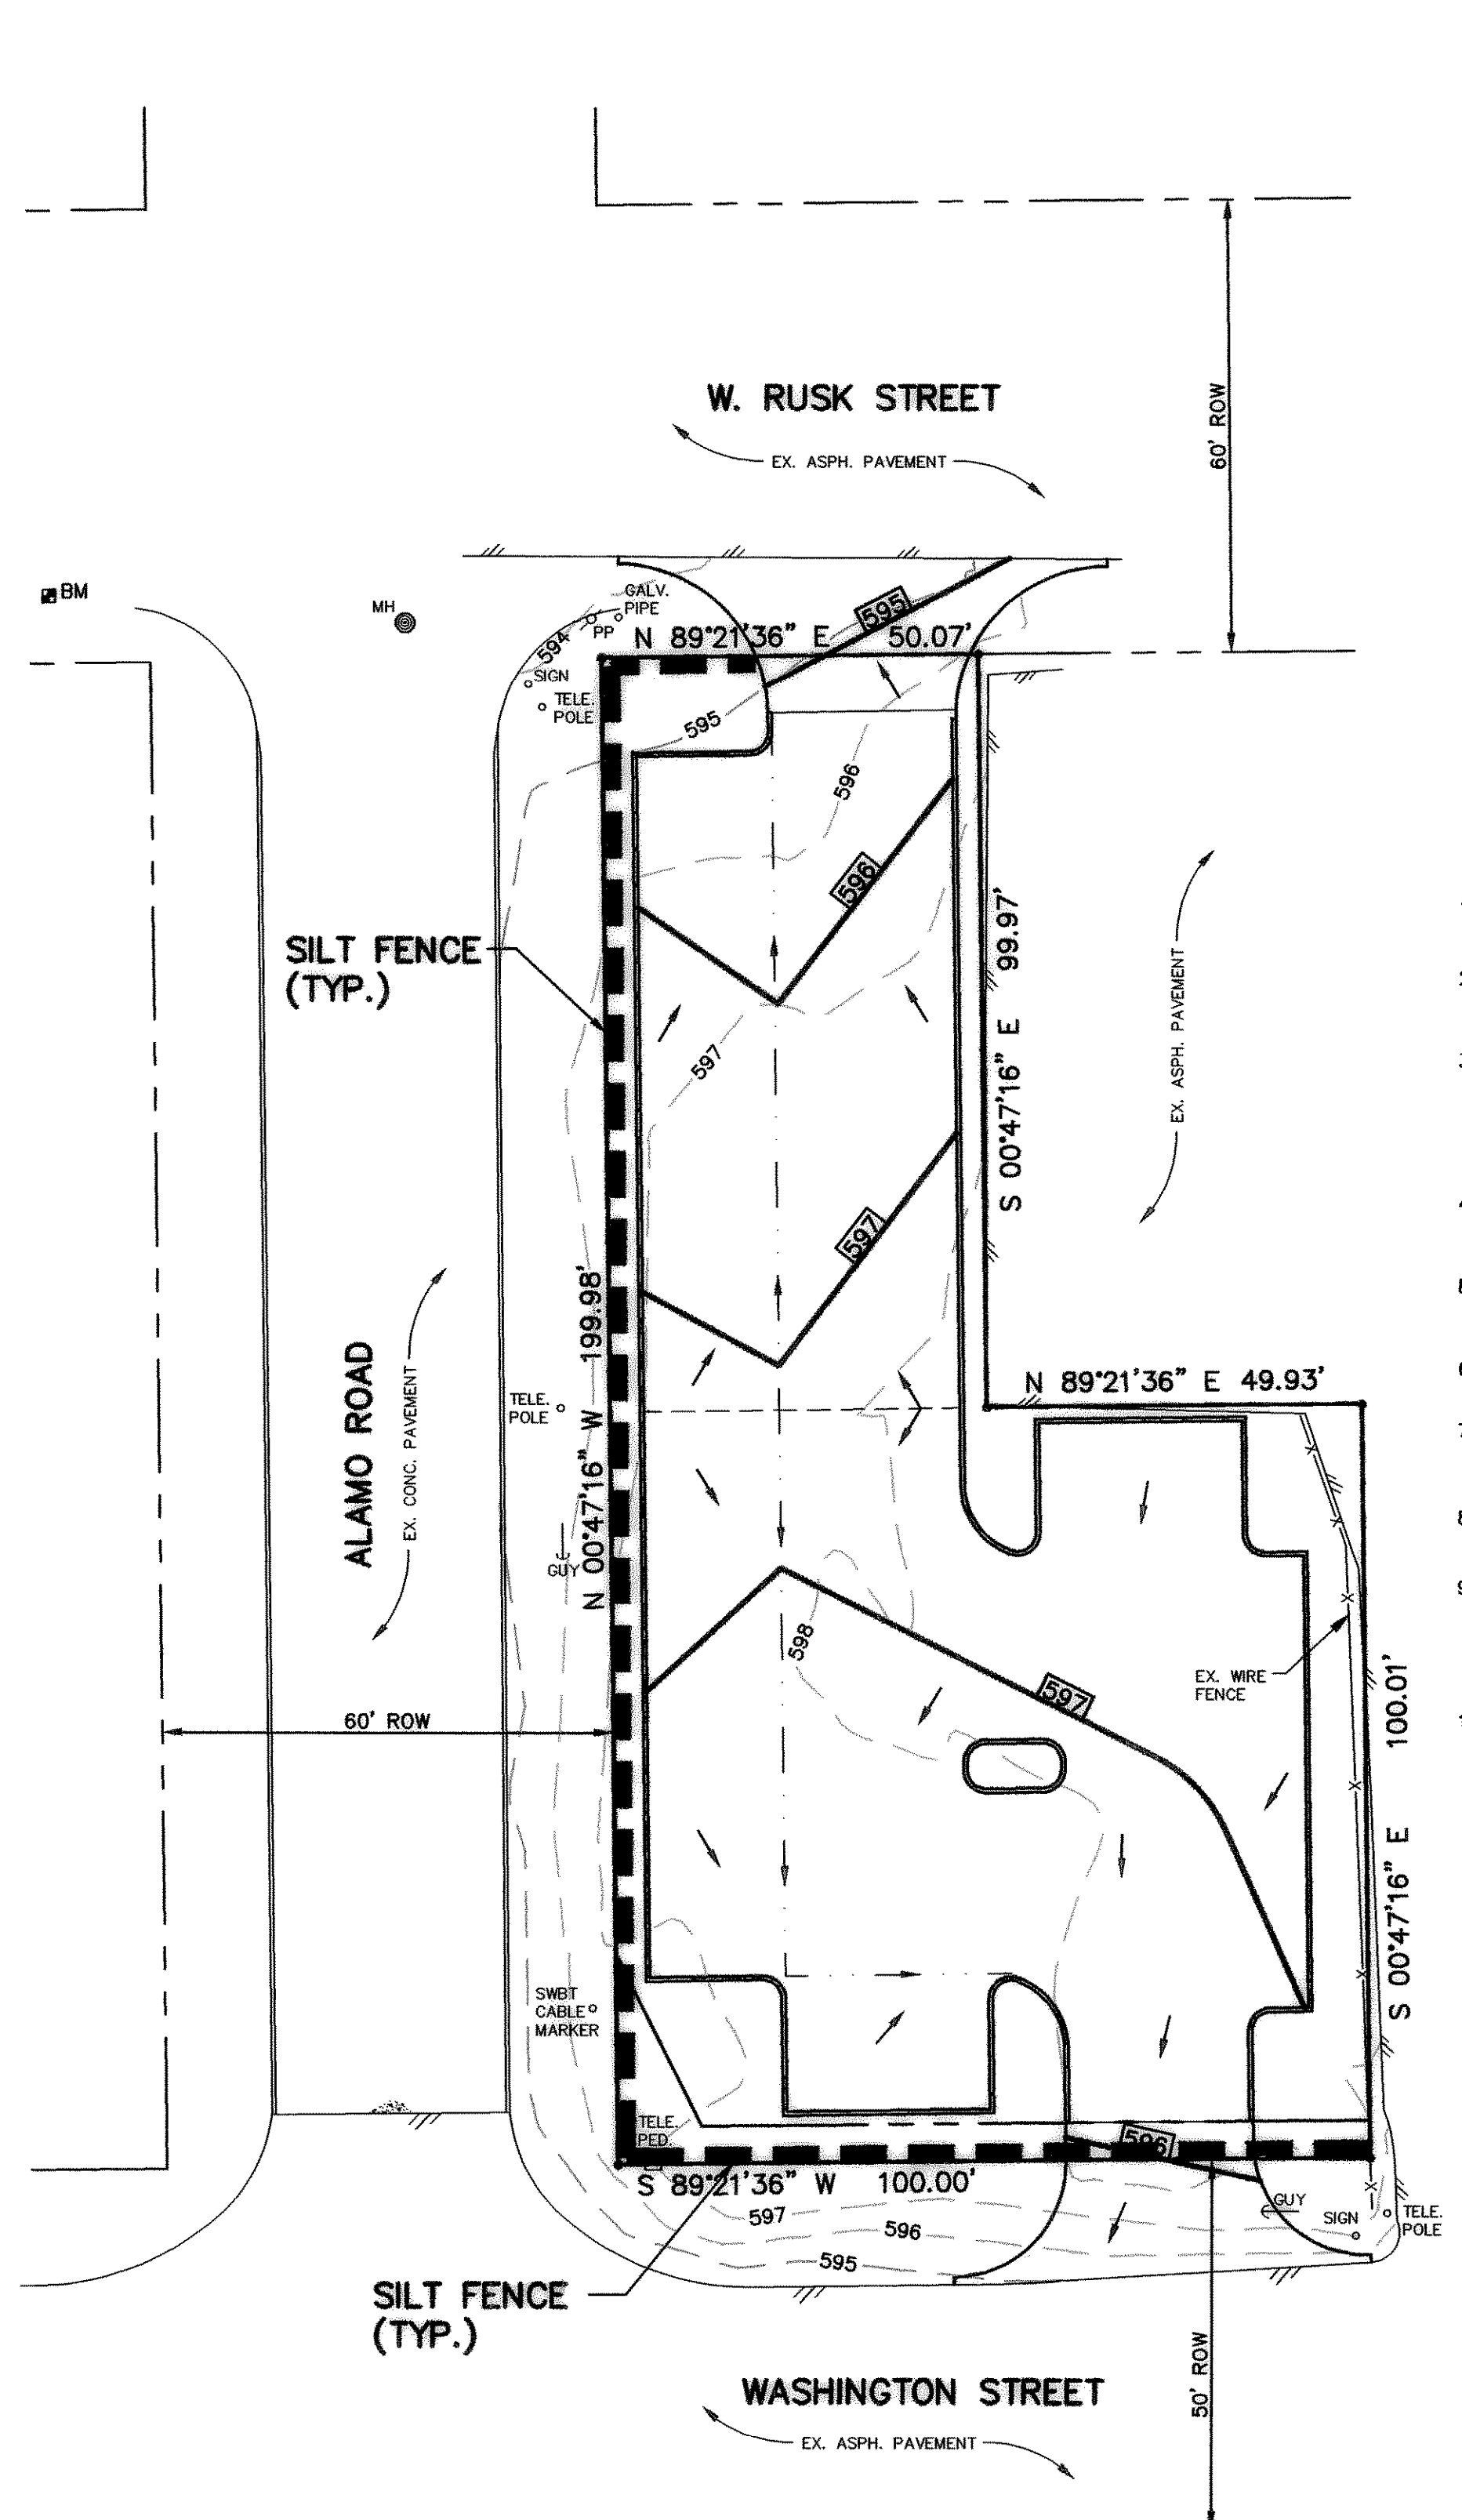 W. RUSK STREET
60' ROW
EX. ASPH. PAVEMENT
BM
MH
GALV.
PIPE
PP
594
595
N 89°21'36" E 50.07'
SIGN
TELE.
POLE
595
596
596
SILT FENCE
(TYP.)
S 00°47'16" E 99.97'
EX. ASPH. PAVEMENT
597
597
N 00°47'16" W 199.98'
ALAMO ROAD
EX. CONC. PAVEMENT
N 89°21'36" E 49.93'
TELE.
POLE
GUY
598
597
EX. WIRE
FENCE
60' ROW
S 00°47'16" E 100.01'
SWBT
CABLE
MARKER
TELE.
PED.
596
S 89°21'36" W 100.00'
597
596
595
GUY
SIGN
TELE.
POLE
SILT FENCE
(TYP.)
WASHINGTON STREET
50' ROW
EX. ASPH. PAVEMENT